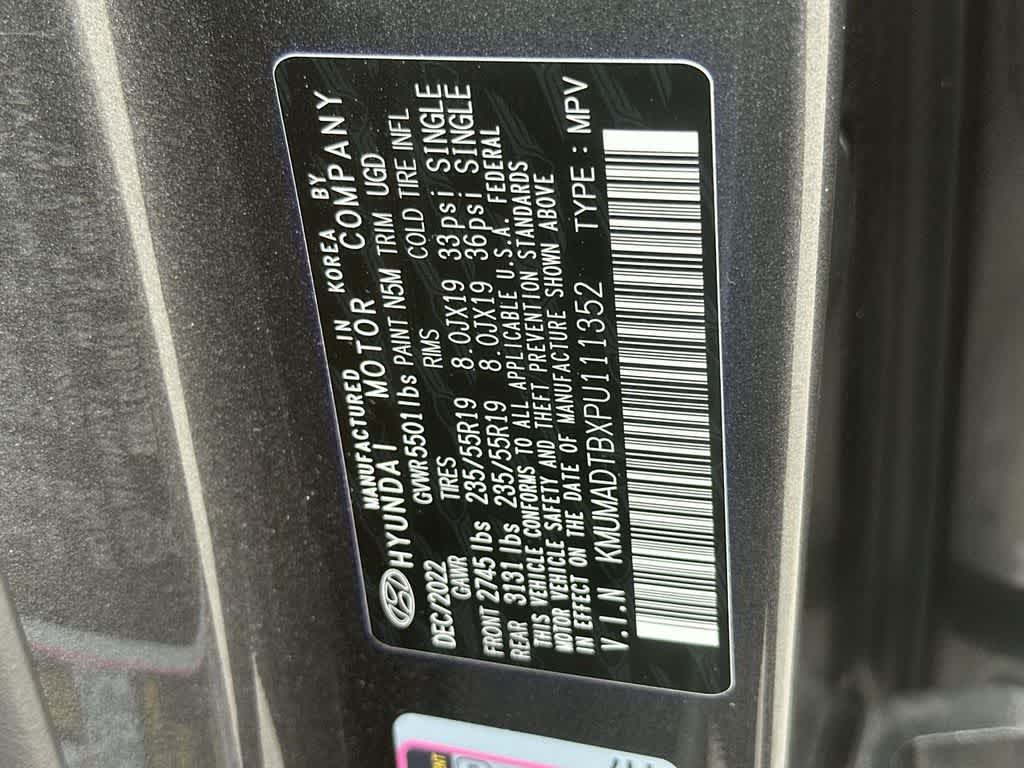 MANUFACTURED IN KOREA BY
HYUNDAI MOTOR COMPANY
DEC/2022 GVWR5501lbs PAINT N5M TRIM UGD
GAWR TIRES RIMS COLD TIRE INFL
FRONT 2745 lbs 235/55R19 8.0JX19 33psi SINGLE
REAR 3131 lbs 235/55R19 8.0JX19 36psi SINGLE
THIS VEHICLE CONFORMS TO ALL APPLICABLE U.S.A. FEDERAL
MOTOR VEHICLE SAFETY AND THEFT PREVENTION STANDARDS
IN EFFECT ON THE DATE OF MANUFACTURE SHOWN ABOVE
V.I.N KMUMADTBXPU111352 TYPE : MPV